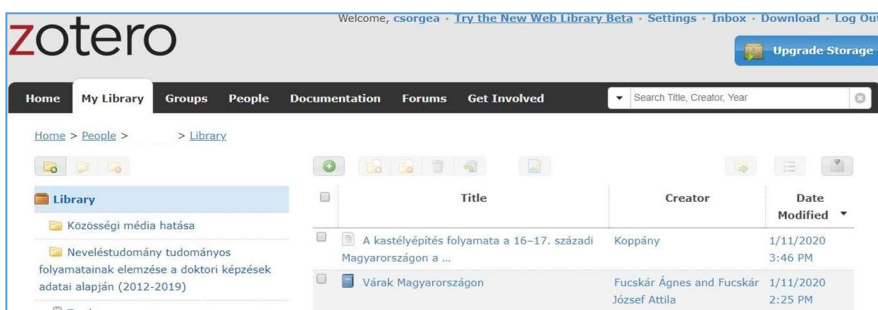 zotero
Welcome, csorgea · Try the New Web Library Beta · Settings · Inbox · Download · Log Out
Upgrade Storage
Home My Library Groups People Documentation Forums Get Involved
Search Title, Creator, Year
Home > People > > Library
Library
Közösségi média hatása
Neveléstudomány tudományos
folyamatainak elemzése a doktori képzések
adatai alapján (2012-2019)
Title Creator Date
Modified
A kastélyépítés folyamata a 16–17. századi Koppány 1/11/2020
Magyarországon a ... 3:46 PM
Várak Magyarországon Fucskár Ágnes and Fucskár 1/11/2020
József Attila 2:25 PM